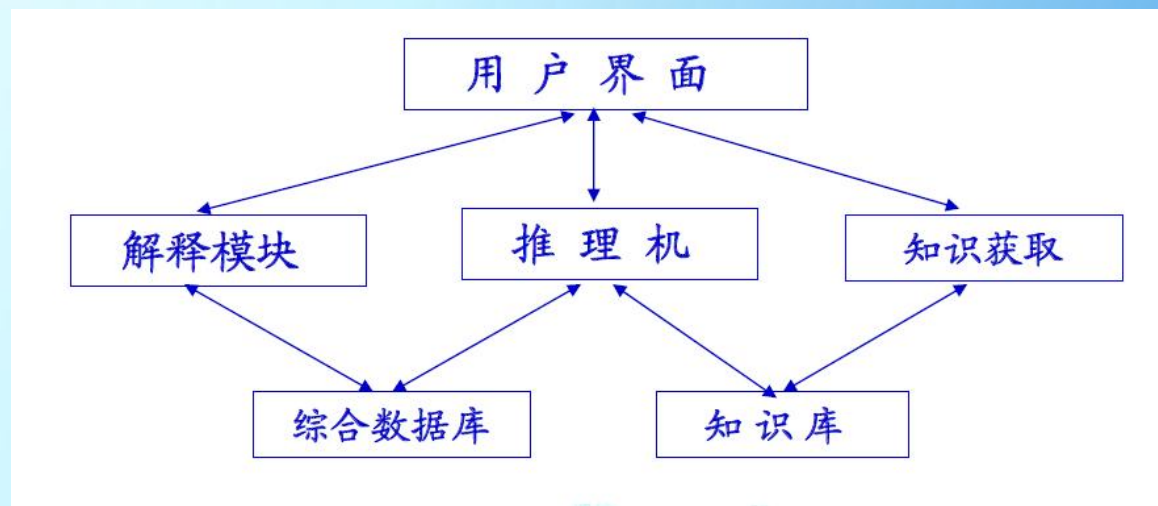 用户界面
解释模块
推理机
知识获取
综合数据库
知识库